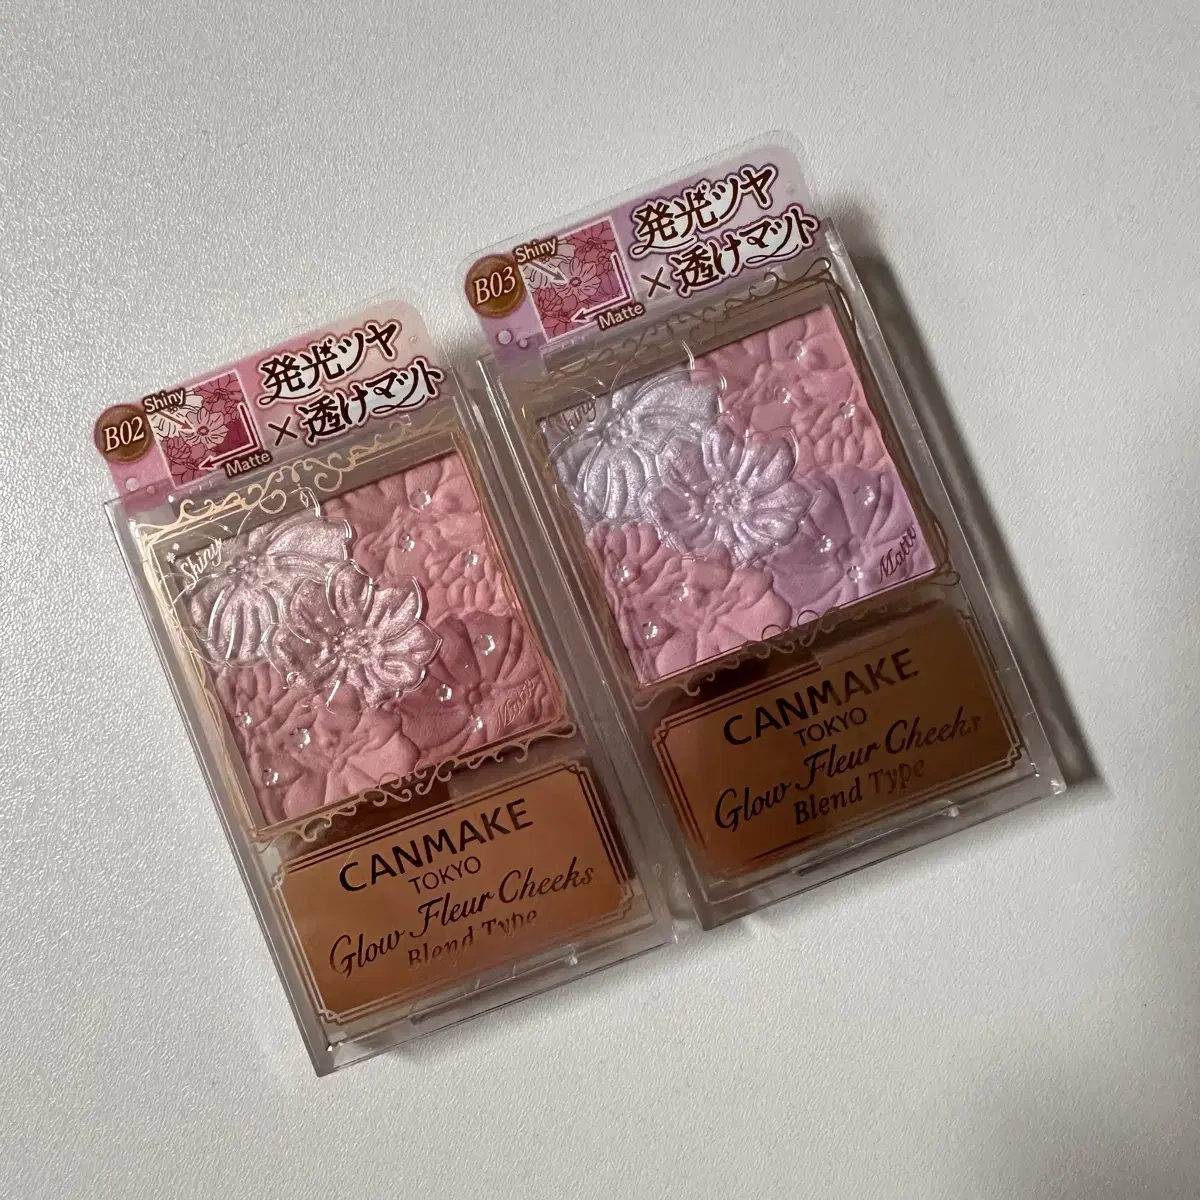 B02
Shiny
Matte
発光ツヤ
×透けマット
Shiny
Matte
CANMAKE
TOKYO
Glow Fleur Cheeks
Blend Type
B03
Shiny
Matte
発光ツヤ
×透けマット
Shiny
Matte
CANMAKE
TOKYO
Glow Fleur Cheeks
Blend Type